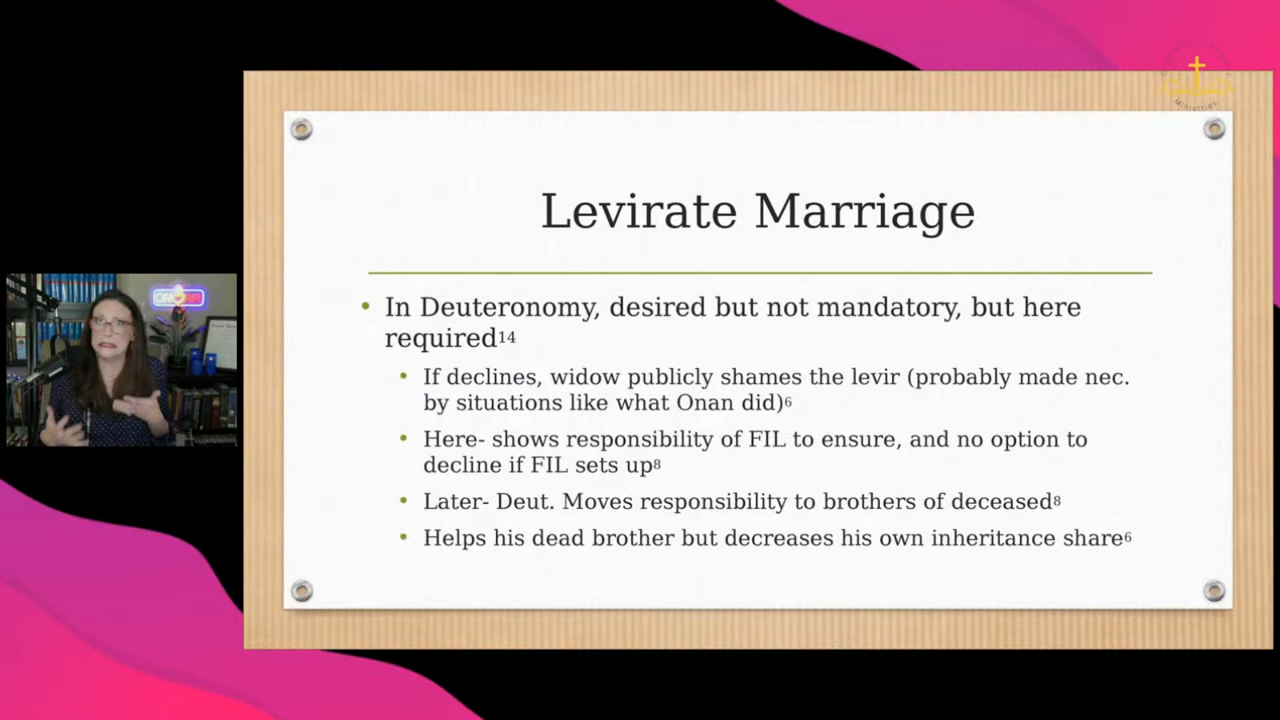 Levirate Marriage
In Deuteronomy, desired but not mandatory, but here
required14
If declines, widow publicly shames the levir (probably made nec.
by situations like what Onan did)6
Here- shows responsibility of FIL to ensure, and no option to
decline if FIL sets up8
Later- Deut. Moves responsibility to brothers of deceased8
Helps his dead brother but decreases his own inheritance share6
Ministries